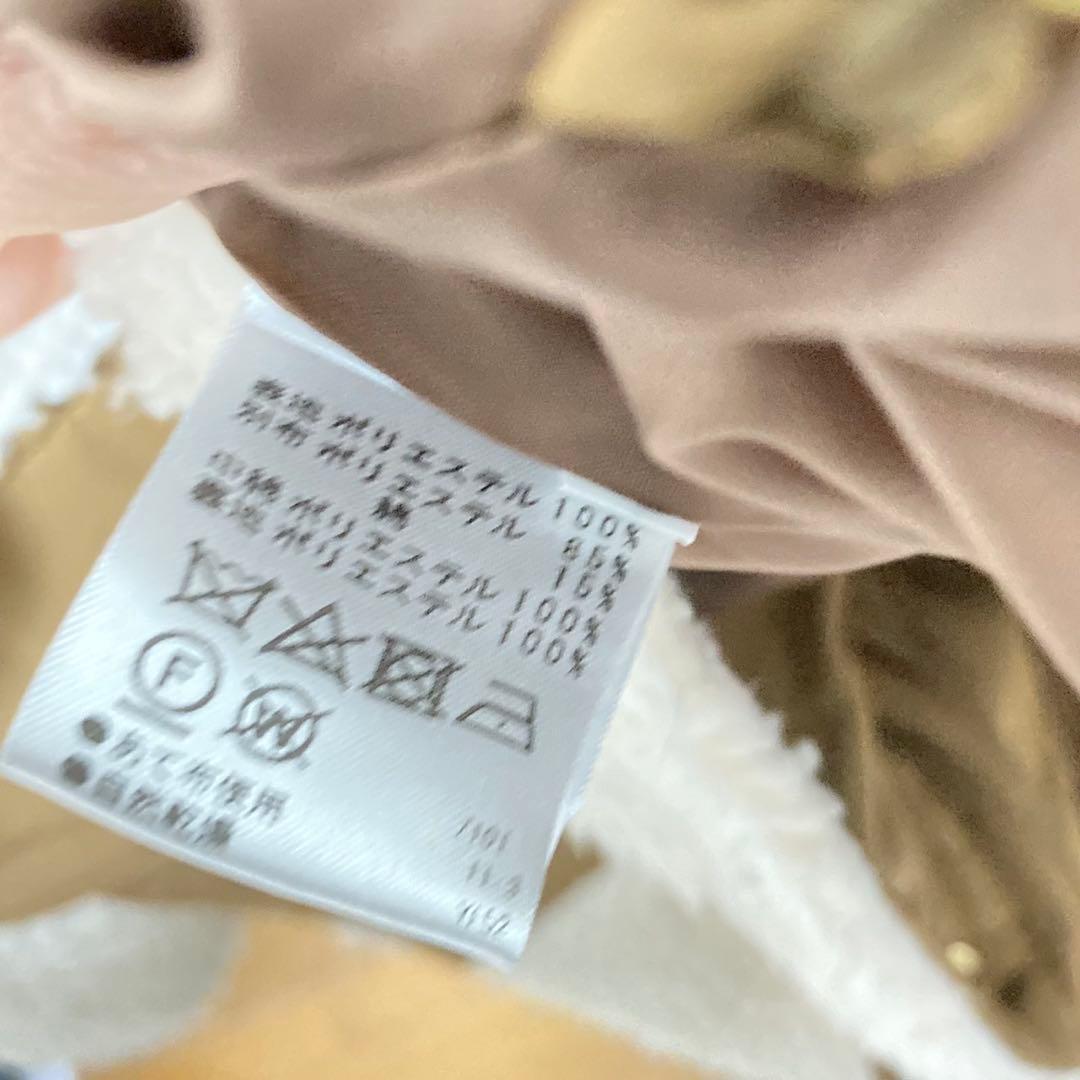 表地 ポリエステル 100%
別布 ポリエステル 85%
綿 15%
中綿 ポリエステル 100%
裏地 ポリエステル 100%
F W
●あて布使用
●自然乾燥